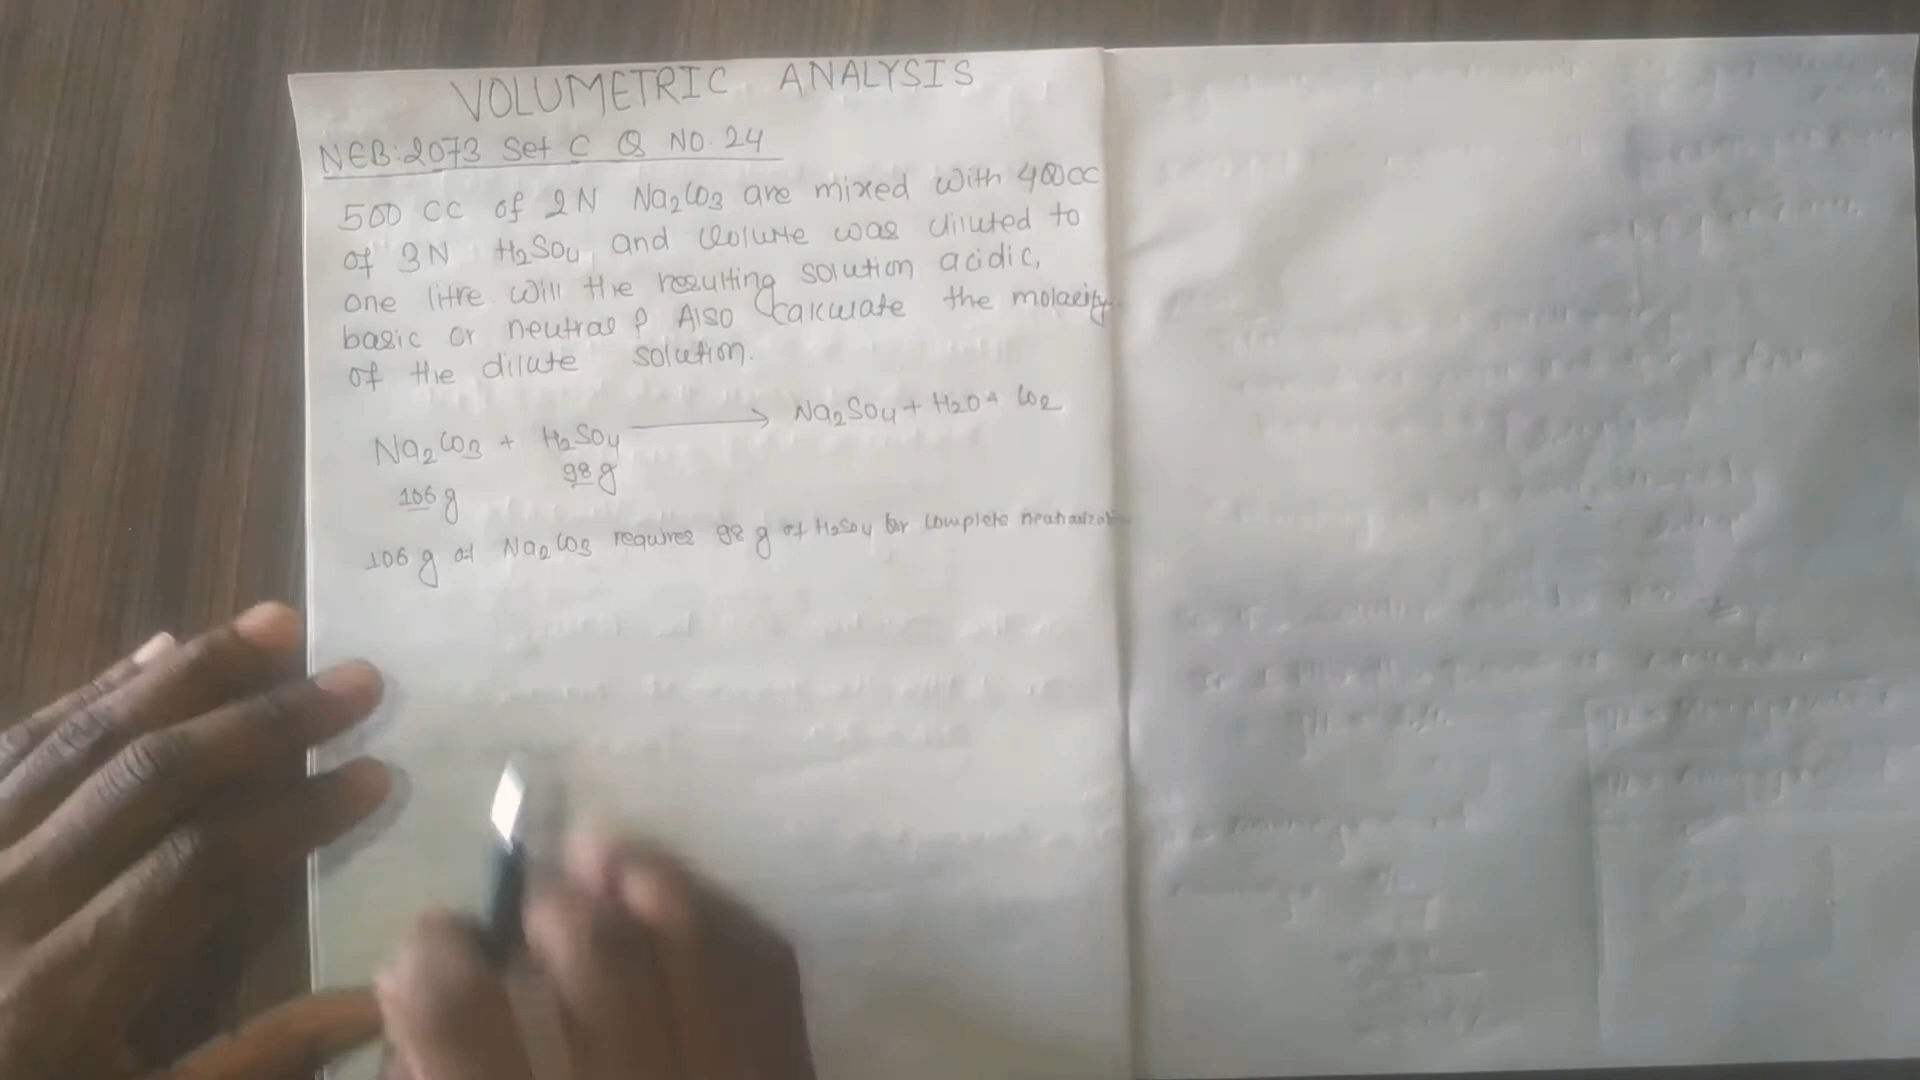 VOLUMETRIC ANALYSIS
NEB:2073 Set C Q NO. 24
500 CC of 2N Na2CO3 are mixed with 400CC
of 3N H2SO4 and volume was diluted to
one litre. will the resulting solution acidic,
basic or neutral? Also calculate the molarity
of the dilute solution.
Na2CO3 + H2SO4 → Na2SO4 + H2O + CO2
106 g 98 g
106 g of Na2CO3 requires 98 g of H2SO4 for complete neutralization